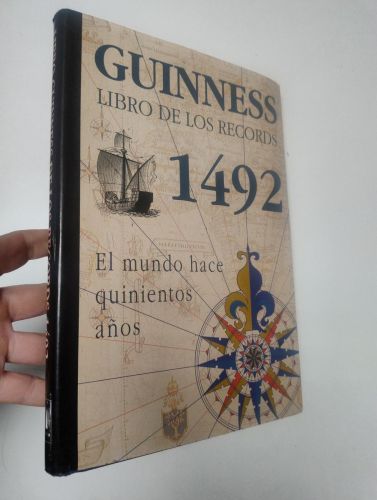 GUINNESS
LIBRO DE LOS RECORDS
1492
El mundo hace
quinientos
años